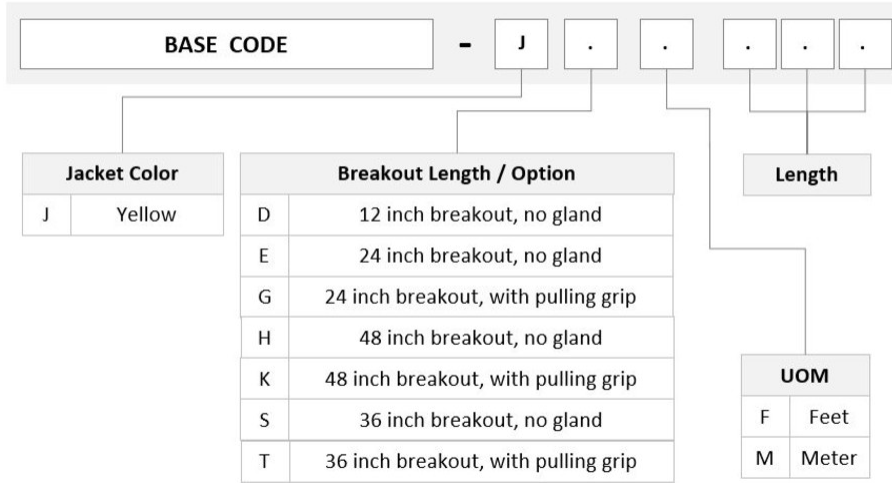 BASE CODE - J . . . . .
Jacket Color
J Yellow
Breakout Length / Option
D 12 inch breakout, no gland
E 24 inch breakout, no gland
G 24 inch breakout, with pulling grip
H 48 inch breakout, no gland
K 48 inch breakout, with pulling grip
S 36 inch breakout, no gland
T 36 inch breakout, with pulling grip
Length
UOM
F Feet
M Meter